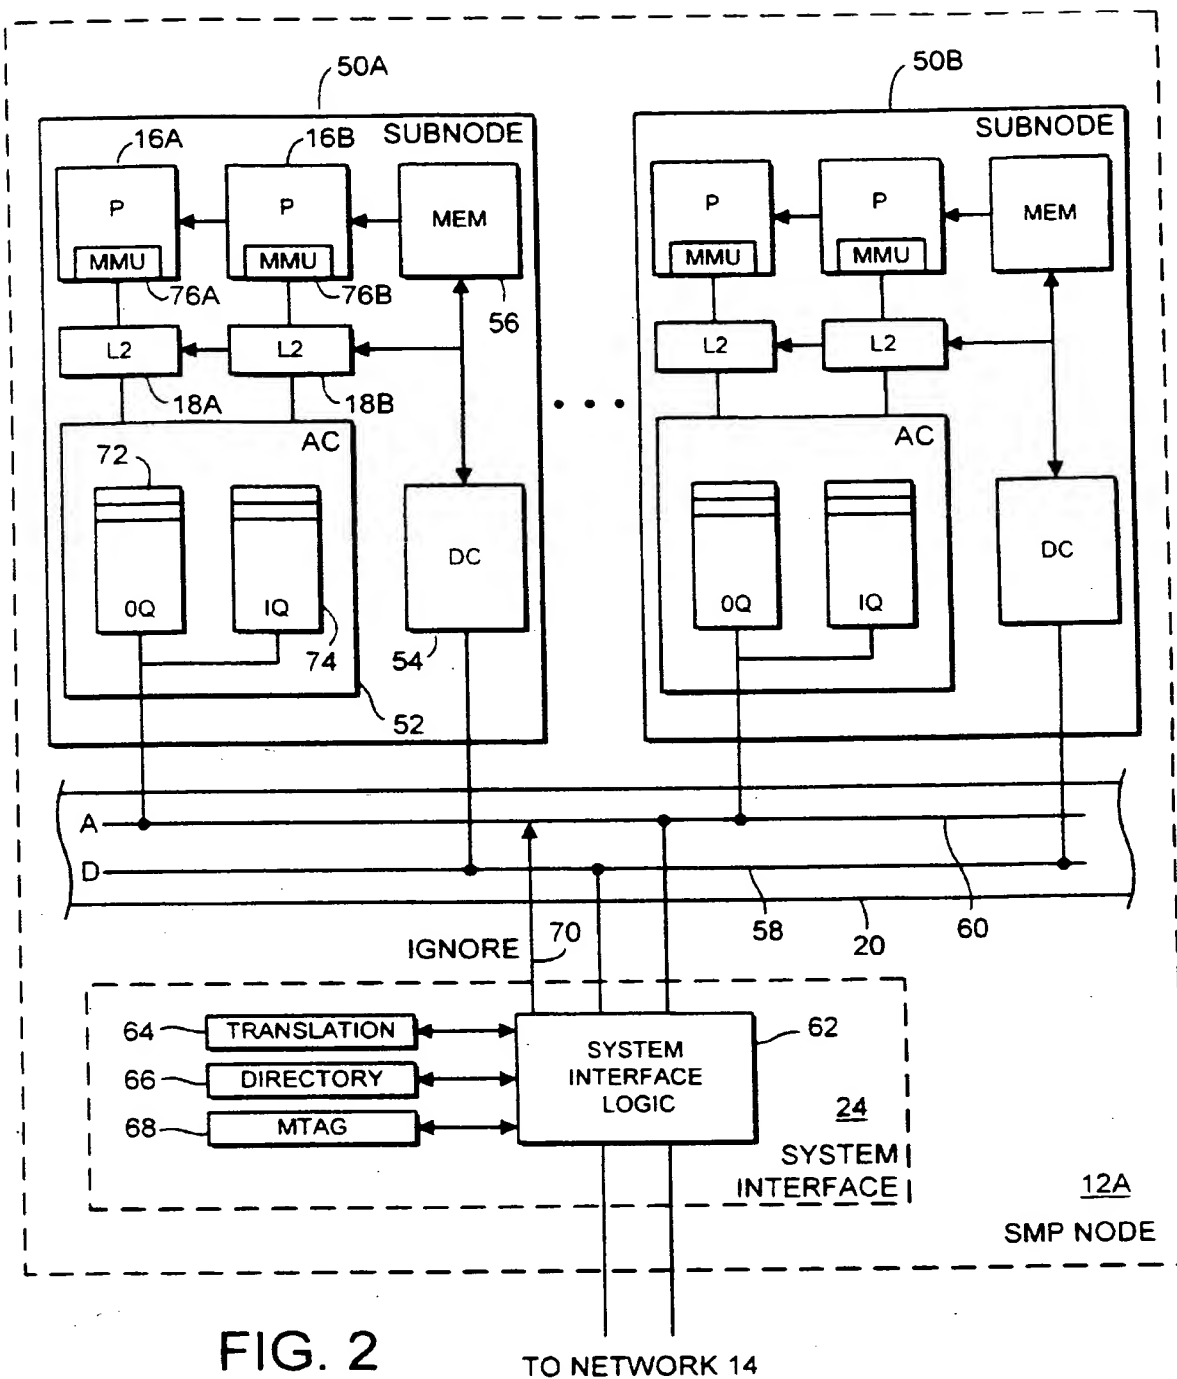 50A
50B
SUBNODE
SUBNODE
16A
16B
P
P
MEM
P
P
MEM
MMU
MMU
MMU
MMU
76A
76B
56
L2
L2
L2
L2
18A
18B
AC
AC
72
DC
DC
0Q
IQ
0Q
IQ
74
54
52
A
D
IGNORE
70
58
20
60
64
TRANSLATION
66
DIRECTORY
68
MTAG
SYSTEM
INTERFACE
LOGIC
62
24
SYSTEM
INTERFACE
12A
SMP NODE
FIG. 2
TO NETWORK 14